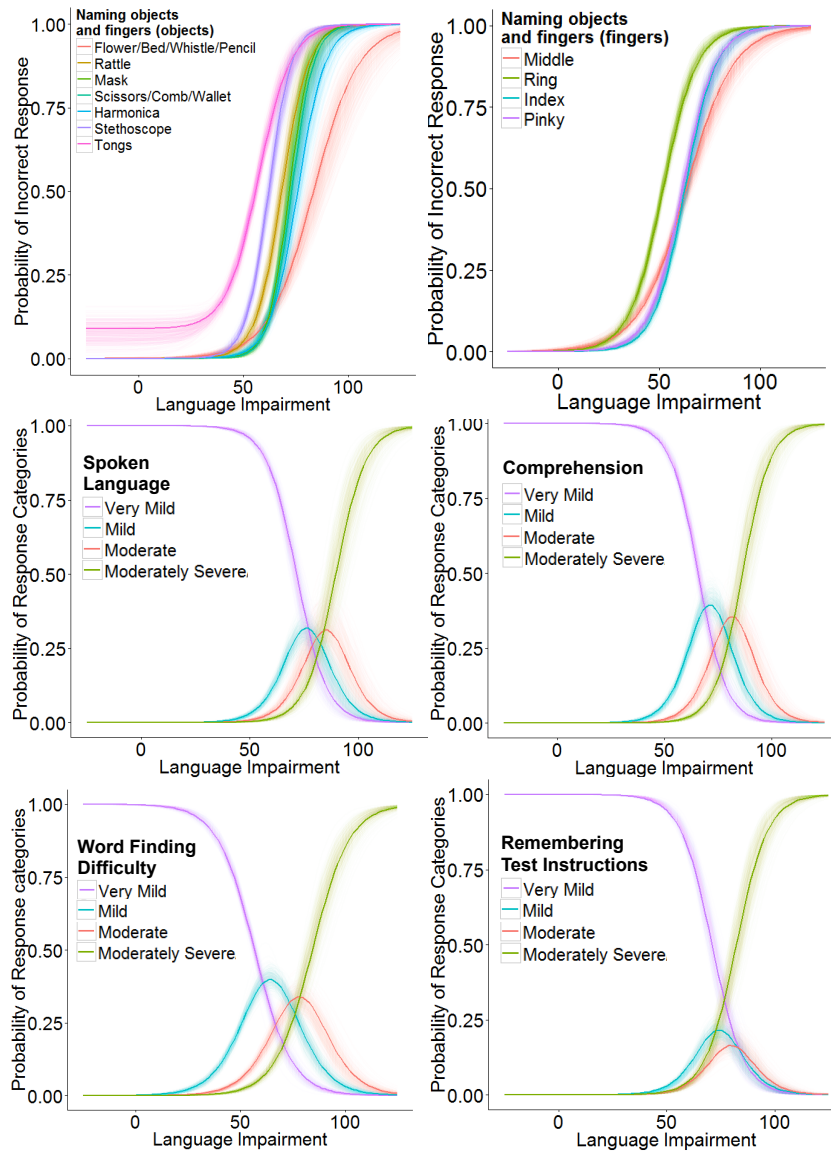 Naming objects
and fingers (objects)
Flower/Bed/Whistle/Pencil
Rattle
Mask
Scissors/Comb/Wallet
Harmonica
Stethoscope
Tongs
Probability of Incorrect Response
1.00
0.75
0.50
0.25
0.00
0
50
100
Language Impairment
Naming objects
and fingers (fingers)
Middle
Ring
Index
Pinky
Probability of Incorrect Response
1.00
0.75
0.50
0.25
0.00
0
50
100
Language Impairment
Spoken
Language
Very Mild
Mild
Moderate
Moderately Severe
Probability of Response Categories
1.00
0.75
0.50
0.25
0.00
0
50
100
Language Impairment
Comprehension
Very Mild
Mild
Moderate
Moderately Severe
Probability of Response Categories
1.00
0.75
0.50
0.25
0.00
0
50
100
Language Impairment
Word Finding
Difficulty
Very Mild
Mild
Moderate
Moderately Severe
Probability of Response categories
1.00
0.75
0.50
0.25
0.00
0
50
100
Language Impairment
Remembering
Test Instructions
Very Mild
Mild
Moderate
Moderately Severe
Probability of Response Categories
1.00
0.75
0.50
0.25
0.00
0
50
100
Language Impairment